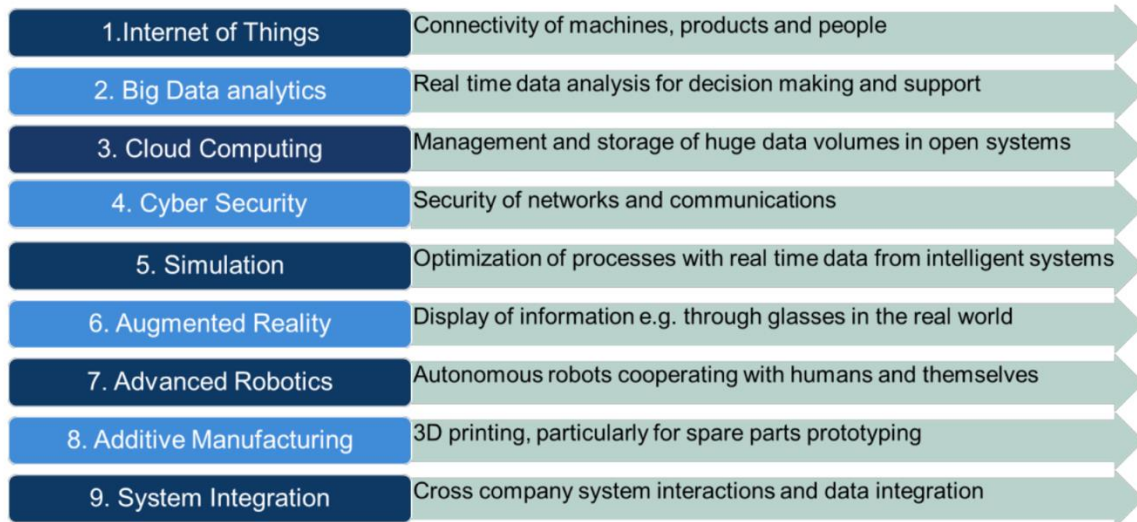 1.Internet of Things Connectivity of machines, products and people
2. Big Data analytics Real time data analysis for decision making and support
3. Cloud Computing Management and storage of huge data volumes in open systems
4. Cyber Security Security of networks and communications
5. Simulation Optimization of processes with real time data from intelligent systems
6. Augmented Reality Display of information e.g. through glasses in the real world
7. Advanced Robotics Autonomous robots cooperating with humans and themselves
8. Additive Manufacturing 3D printing, particularly for spare parts prototyping
9. System Integration Cross company system interactions and data integration